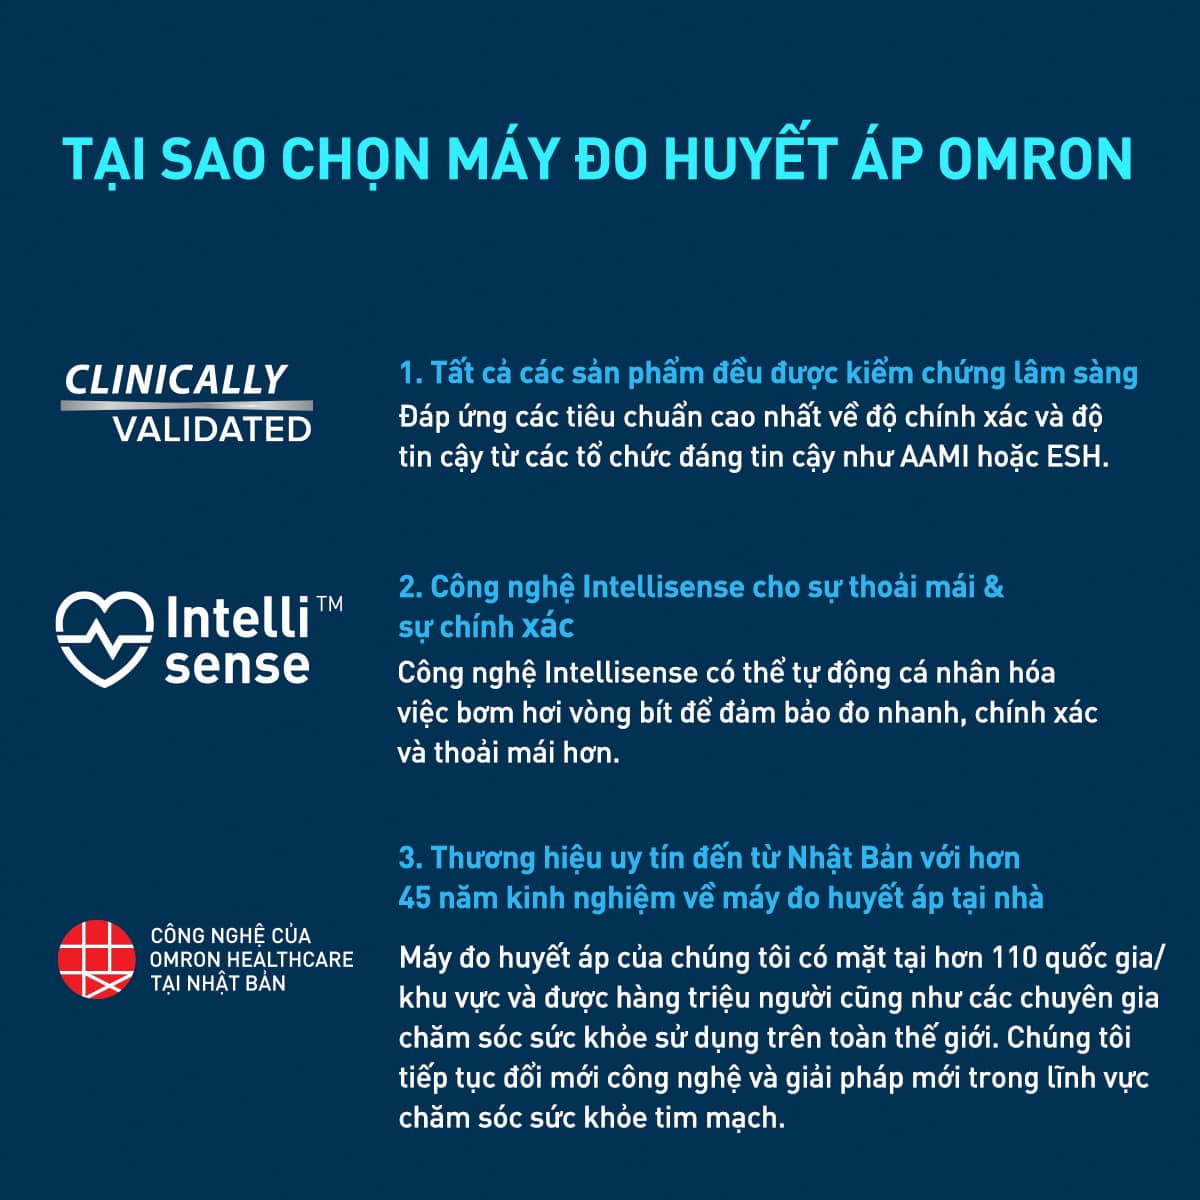 TẠI SAO CHỌN MÁY ĐO HUYẾT ÁP OMRON
CLINICALLY
VALIDATED
1. Tất cả các sản phẩm đều được kiểm chứng lâm sàng
Đáp ứng các tiêu chuẩn cao nhất về độ chính xác và độ
tin cậy từ các tổ chức đáng tin cậy như AAMI hoặc ESH.
Intelli™
sense
2. Công nghệ Intellisense cho sự thoải mái &
sự chính xác
Công nghệ Intellisense có thể tự động cá nhân hóa
việc bơm hơi vòng bít để đảm bảo đo nhanh, chính xác
và thoải mái hơn.
CÔNG NGHỆ CỦA
OMRON HEALTHCARE
TẠI NHẬT BẢN
3. Thương hiệu uy tín đến từ Nhật Bản với hơn
45 năm kinh nghiệm về máy đo huyết áp tại nhà
Máy đo huyết áp của chúng tôi có mặt tại hơn 110 quốc gia/
khu vực và được hàng triệu người cũng như các chuyên gia
chăm sóc sức khỏe sử dụng trên toàn thế giới. Chúng tôi
tiếp tục đổi mới công nghệ và giải pháp mới trong lĩnh vực
chăm sóc sức khỏe tim mạch.